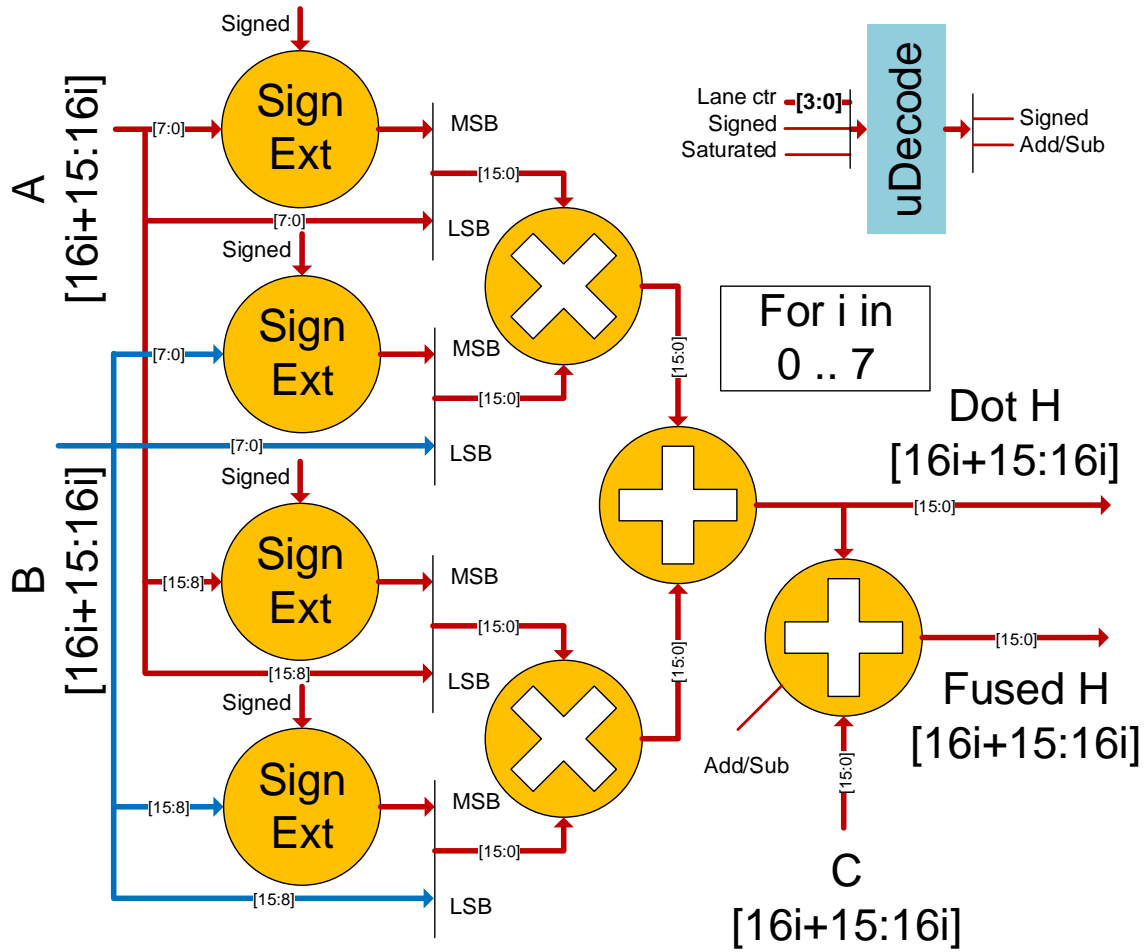 Signed
Sign
Ext
[7:0]
MSB
[15:0]
[7:0]
LSB
A
[16i+15:16i]
Signed
Sign
Ext
[7:0]
MSB
[15:0]
[7:0]
LSB
B
[16i+15:16i]
Signed
Sign
Ext
[15:8]
MSB
[15:0]
[15:8]
LSB
Signed
Sign
Ext
[15:8]
MSB
[15:0]
[15:8]
LSB
[15:0]
[15:0]
Lane ctr
[3:0]
Signed
Saturated
uDecode
Signed
Add/Sub
For i in
0 .. 7
Dot H
[16i+15:16i]
[15:0]
[15:0]
Fused H
[16i+15:16i]
Add/Sub
[15:0]
C
[16i+15:16i]